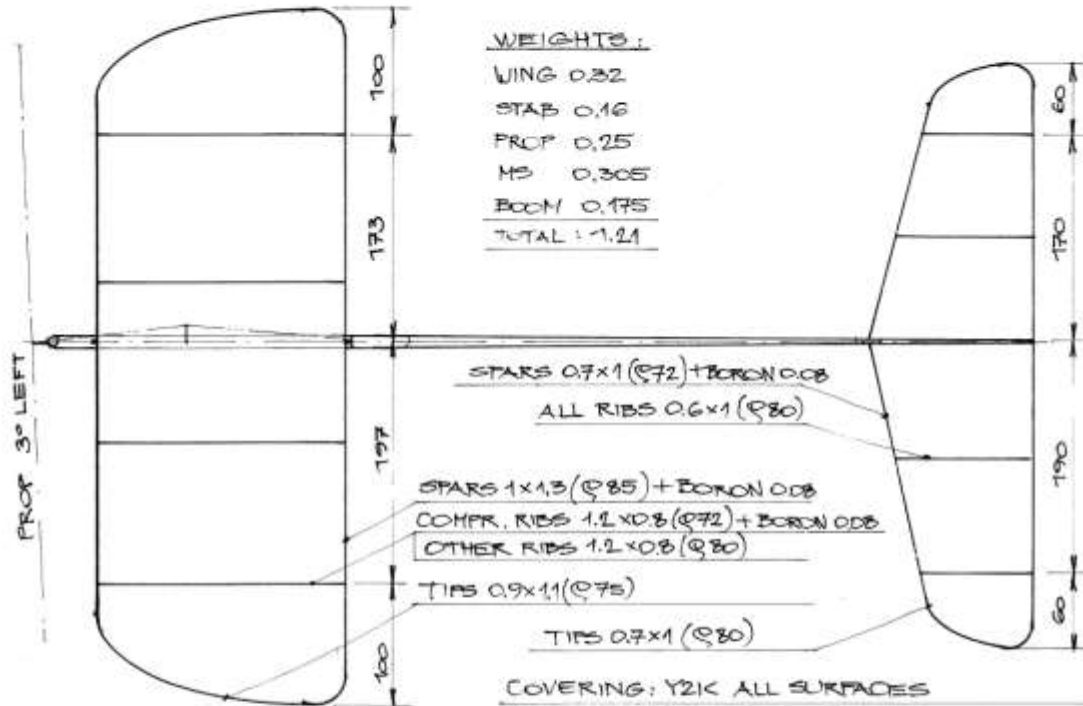 WEIGHTS:
WING 0.32
STAB 0,16
PROP 0,25
MS 0,305
BOOM 0,175
TOTAL : 1.21
100
173
197
100
60
170
190
60
PROP 3° LEFT
SPARS 0.7×1 (ρ72) + BORON 0.08
ALL RIBS 0.6×1 (ρ80)
SPARS 1×1,3 (ρ85) + BORON 0.08
COMPR. RIBS 1.2×0.8 (ρ72) + BORON 0.08
OTHER RIBS 1.2×0.8 (ρ80)
TIPS 0.9×1,1 (ρ75)
TIPS 0.7×1 (ρ80)
COVERING: Y2K ALL SURFACES